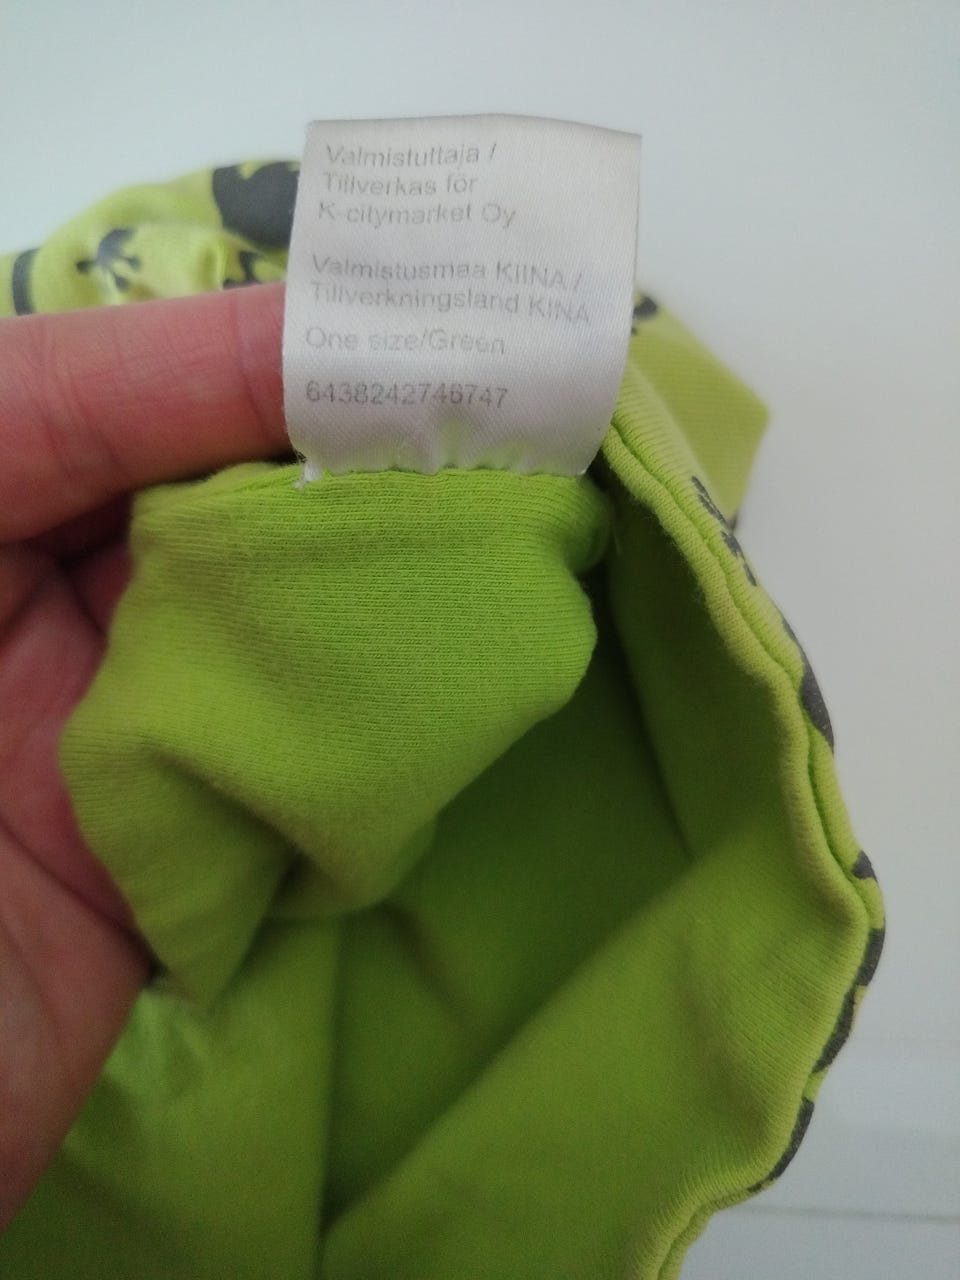 Valmistuttaja /
Tillverkas för
K-citymarket Oy
Valmistusmaa KIINA /
Tillverkningsland KINA
One size/Green
6438242746747